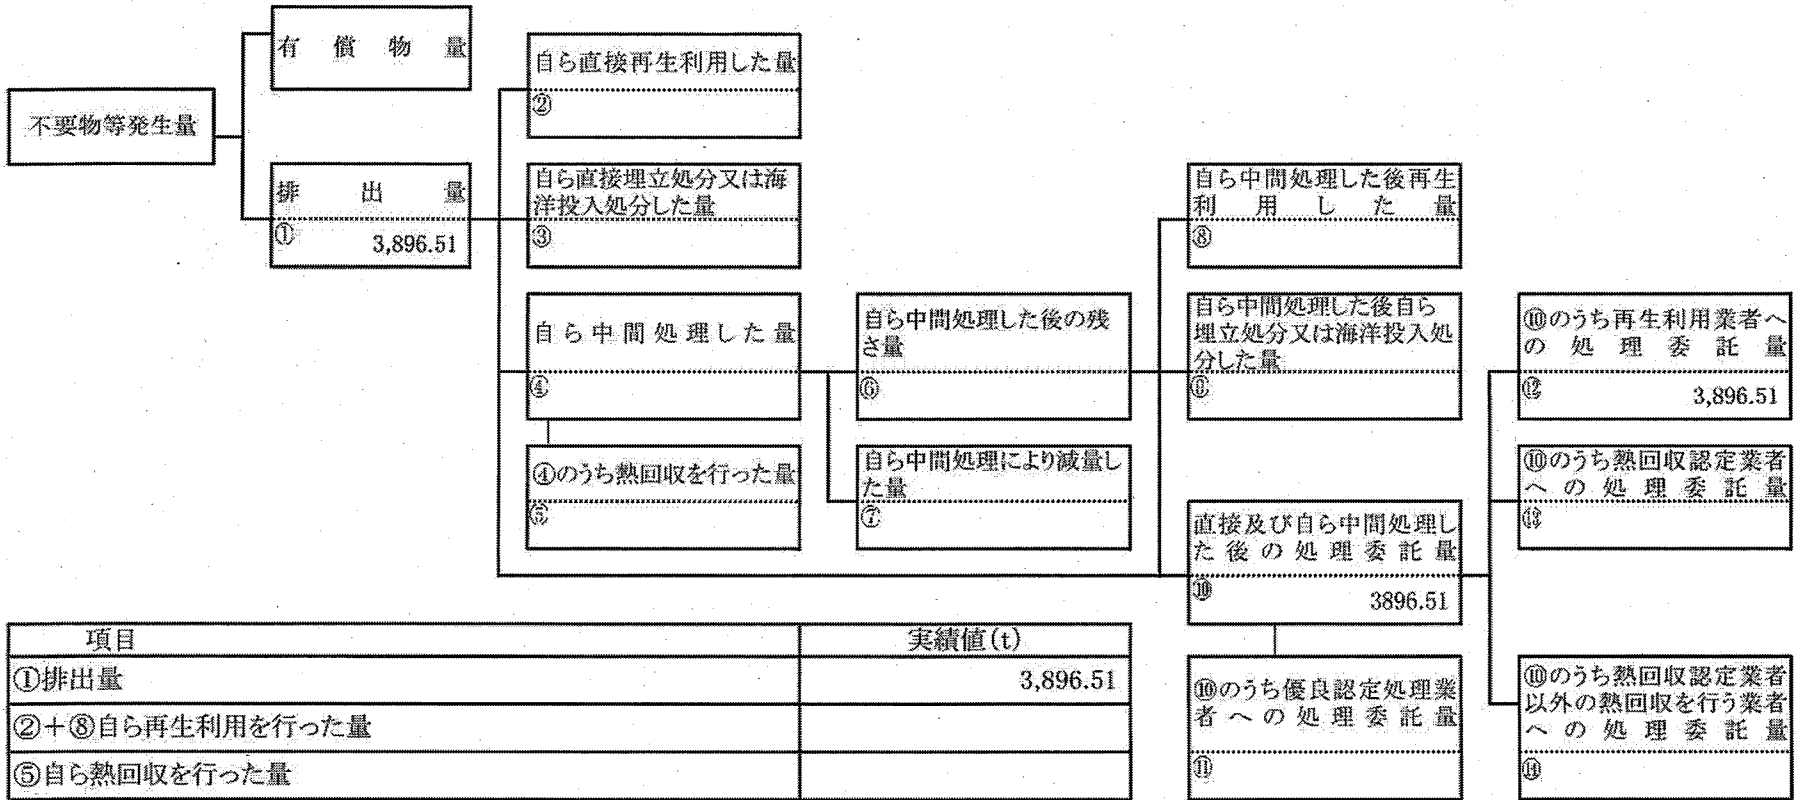 有償物量
不要物等発生量
排出量
①
3,896.51
自ら直接再生利用した量
②
自ら直接埋立処分又は海
洋投入処分した量
③
自ら中間処理した量
④
④のうち熱回収を行った量
⑤
自ら中間処理した後の残
さ量
⑥
自ら中間処理により減量し
た量
⑦
自ら中間処理した後再生
利用した量
⑧
自ら中間処理した後自ら
埋立処分又は海洋投入処
分した量
⑨
直接及び自ら中間処理し
た後の処理委託量
⑩
3896.51
⑩のうち優良認定処理業
者への処理委託量
⑪
⑩のうち再生利用業者へ
の処理委託量
⑫
3,896.51
⑩のうち熱回収認定業者
への処理委託量
⑬
⑩のうち熱回収認定業者
以外の熱回収を行う業者
への処理委託量
⑭
項目 実績値(t)
①排出量 3,896.51
②＋⑧自ら再生利用を行った量
⑤自ら熱回収を行った量